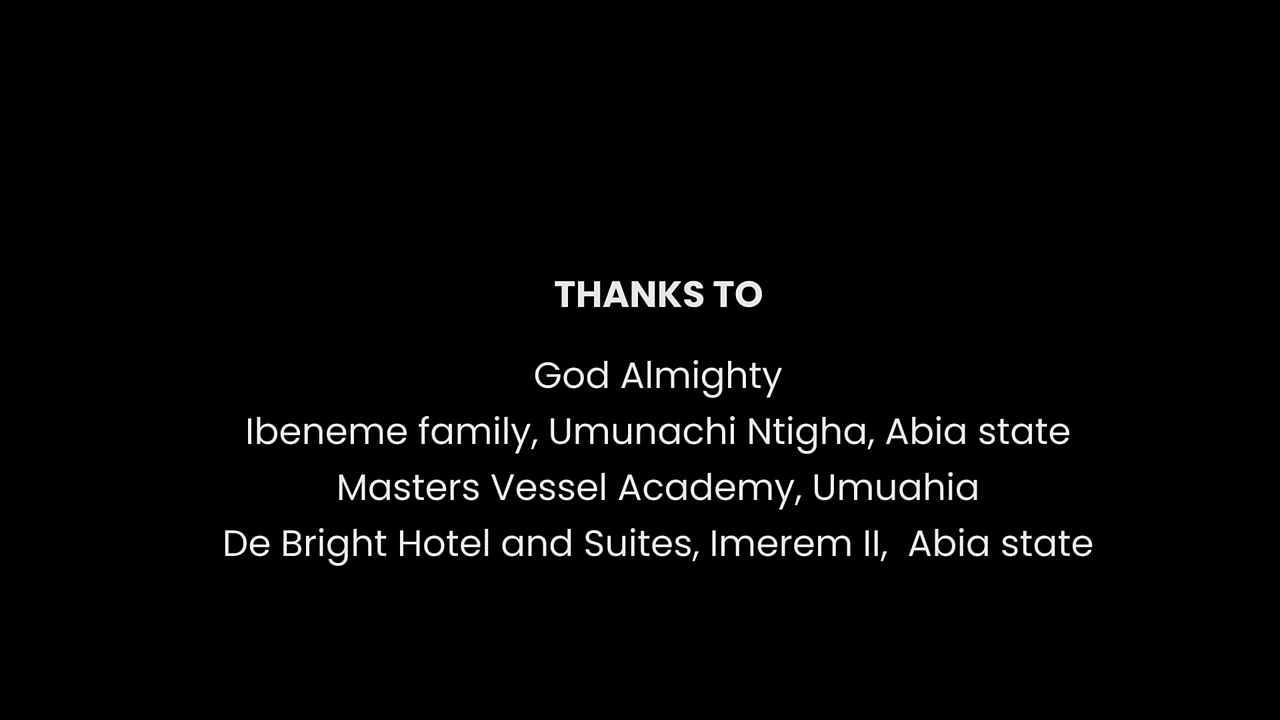 THANKS TO
God Almighty
Ibeneme family, Umunachi Ntigha, Abia state
Masters Vessel Academy, Umuahia
De Bright Hotel and Suites, Imerem II,  Abia state